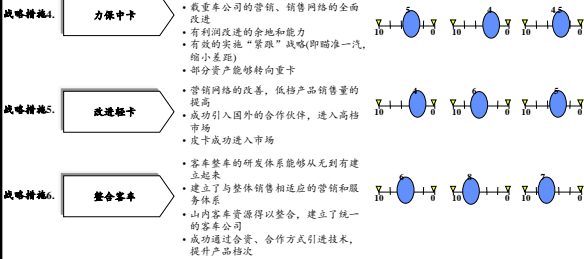 战略措施4.
力保中卡
• 载重车公司的营销、销售网络的全面
改进
• 有利润改进的余地和能力
• 有效的实施“紧跟”战略(即瞄准一汽,
缩小差距)
• 部分资产能够转向重卡
5
10 0
4
10 0
4.5
10 0
战略措施5.
改进轻卡
• 营销网络的改善，低档产品销售量的
提高
• 成功引入国外的合作伙伴，进入高档
市场
• 皮卡成功进入市场
4
10 0
6
10 0
5
10 0
战略措施6.
整合客车
• 客车整车的研发体系能够从无到有建
立起来
• 建立了与整体销售相适应的营销和服
务体系
• 山内客车资源得以整合，建立了统一
的客车公司
• 成功通过合资、合作方式引进技术，
提升产品档次
6
10 0
8
10 0
7
10 0